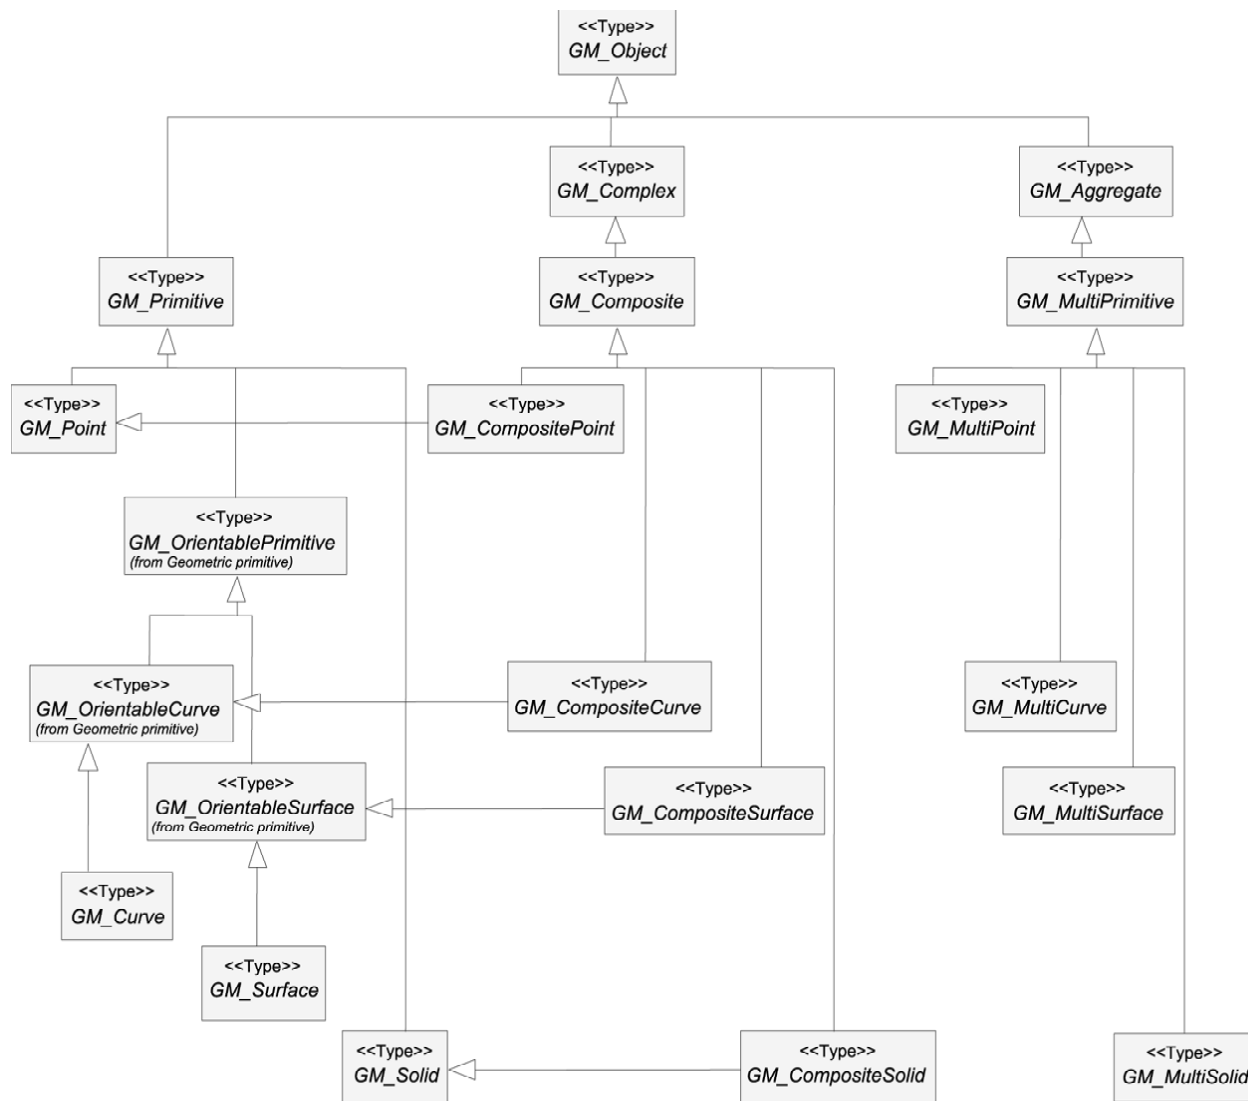 <<Type>>
GM_Object
<<Type>>
GM_Complex
<<Type>>
GM_Aggregate
<<Type>>
GM_Primitive
<<Type>>
GM_Composite
<<Type>>
GM_MultiPrimitive
<<Type>>
GM_Point
<<Type>>
GM_CompositePoint
<<Type>>
GM_MultiPoint
<<Type>>
GM_OrientablePrimitive
(from Geometric primitive)
<<Type>>
GM_OrientableCurve
(from Geometric primitive)
<<Type>>
GM_CompositeCurve
<<Type>>
GM_MultiCurve
<<Type>>
GM_OrientableSurface
(from Geometric primitive)
<<Type>>
GM_CompositeSurface
<<Type>>
GM_MultiSurface
<<Type>>
GM_Curve
<<Type>>
GM_Surface
<<Type>>
GM_Solid
<<Type>>
GM_CompositeSolid
<<Type>>
GM_MultiSolid